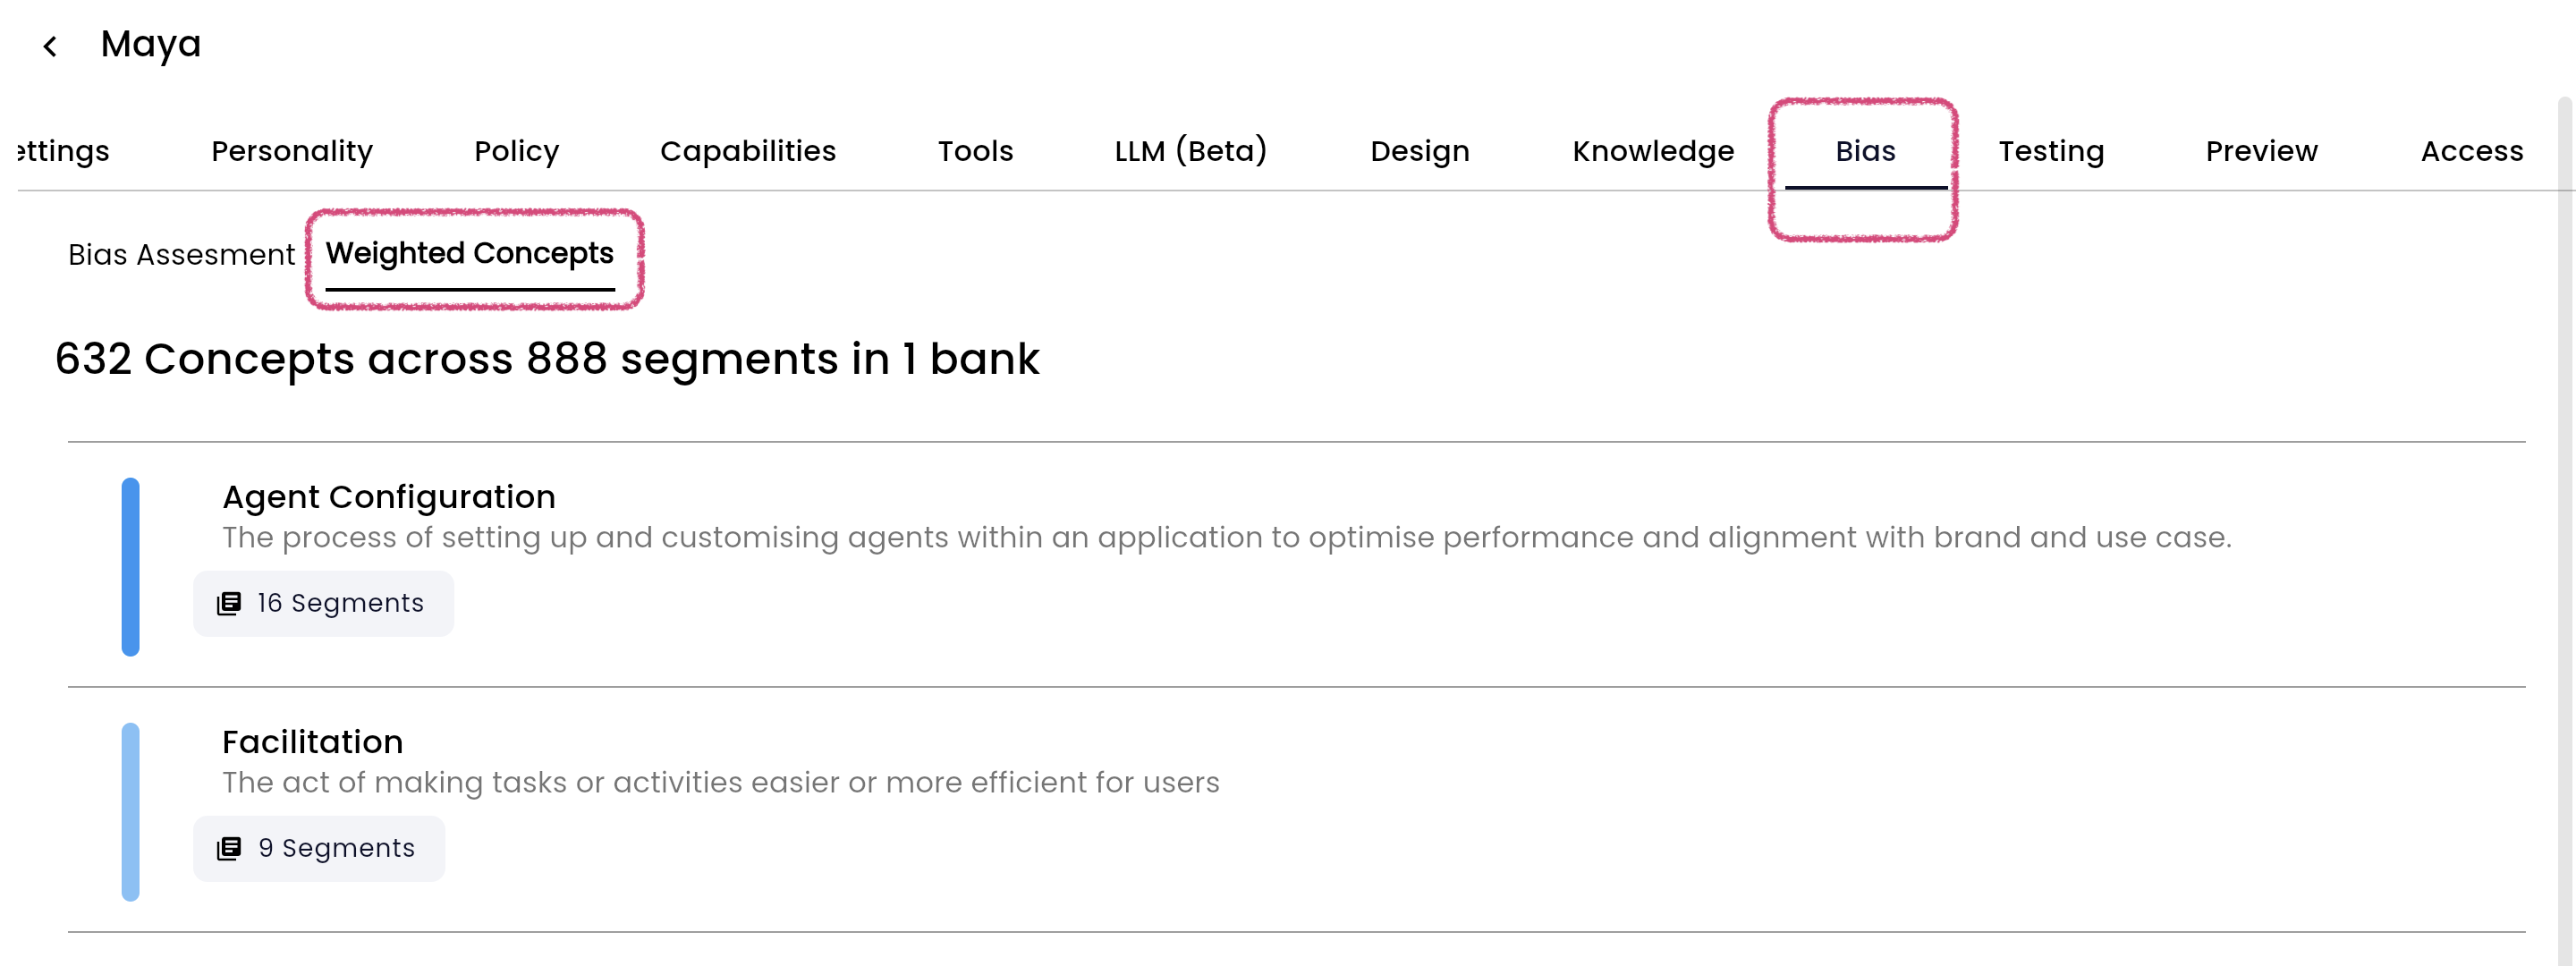 Maya
ettings Personality Policy Capabilities Tools LLM (Beta) Design Knowledge Bias Testing Preview Access
Bias Assesment Weighted Concepts
632 Concepts across 888 segments in 1 bank
Agent Configuration
The process of setting up and customising agents within an application to optimise performance and alignment with brand and use case.
16 Segments
Facilitation
The act of making tasks or activities easier or more efficient for users
9 Segments